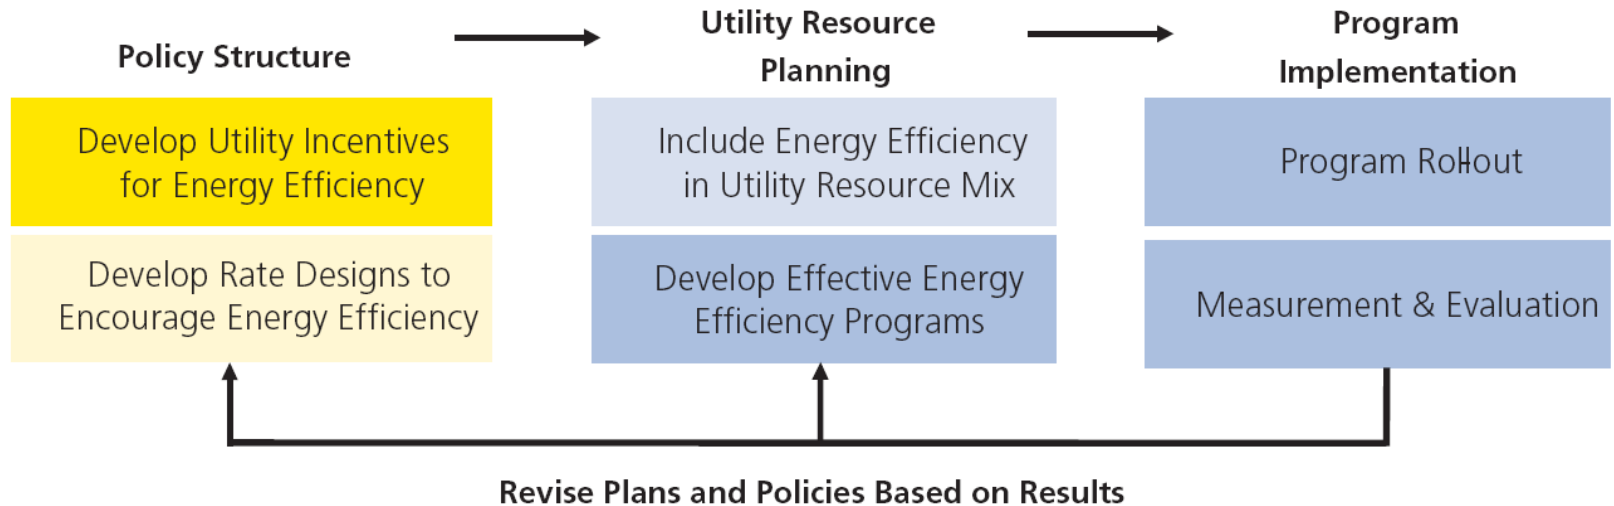 Policy Structure
Develop Utility Incentives
for Energy Efficiency
Develop Rate Designs to
Encourage Energy Efficiency
Utility Resource
Planning
Include Energy Efficiency
in Utility Resource Mix
Develop Effective Energy
Efficiency Programs
Program
Implementation
Program Roll-out
Measurement & Evaluation
Revise Plans and Policies Based on Results